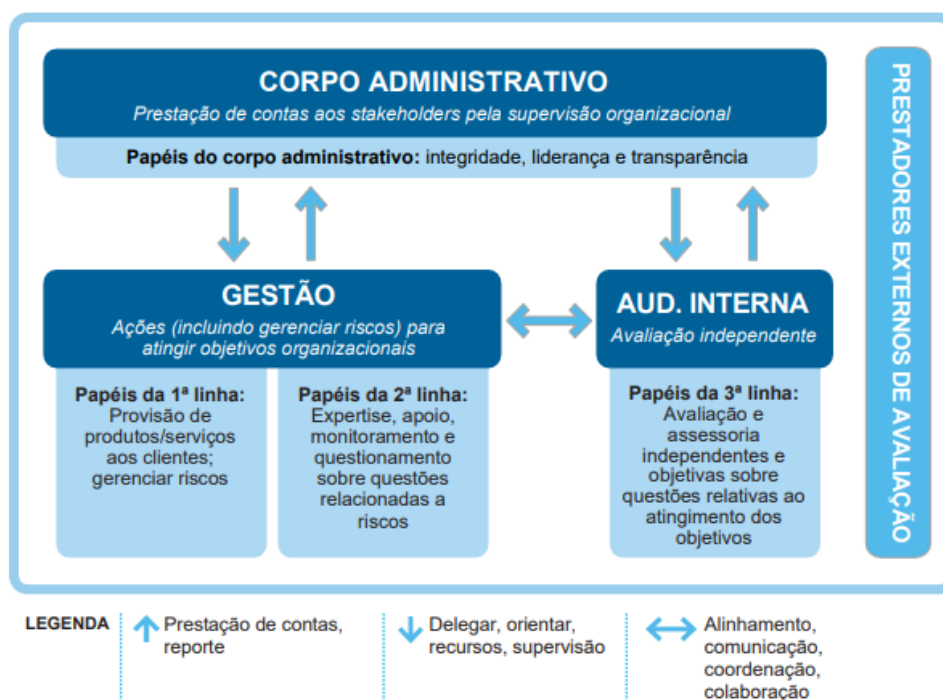 CORPO ADMINISTRATIVO
Prestação de contas aos stakeholders pela supervisão organizacional
Papéis do corpo administrativo: integridade, liderança e transparência
GESTÃO
Ações (incluindo gerenciar riscos) para
atingir objetivos organizacionais
Papéis da 1ª linha:
Provisão de
produtos/serviços
aos clientes;
gerenciar riscos
Papéis da 2ª linha:
Expertise, apoio,
monitoramento e
questionamento
sobre questões
relacionadas a
riscos
AUD. INTERNA
Avaliação independente
Papéis da 3ª linha:
Avaliação e
assessoria
independentes e
objetivas sobre
questões relativas ao
atingimento dos
objetivos
PRESTADORES EXTERNOS DE AVALIAÇÃO
LEGENDA
Prestação de contas,
reporte
Delegar, orientar,
recursos, supervisão
Alinhamento,
comunicação,
coordenação,
colaboração